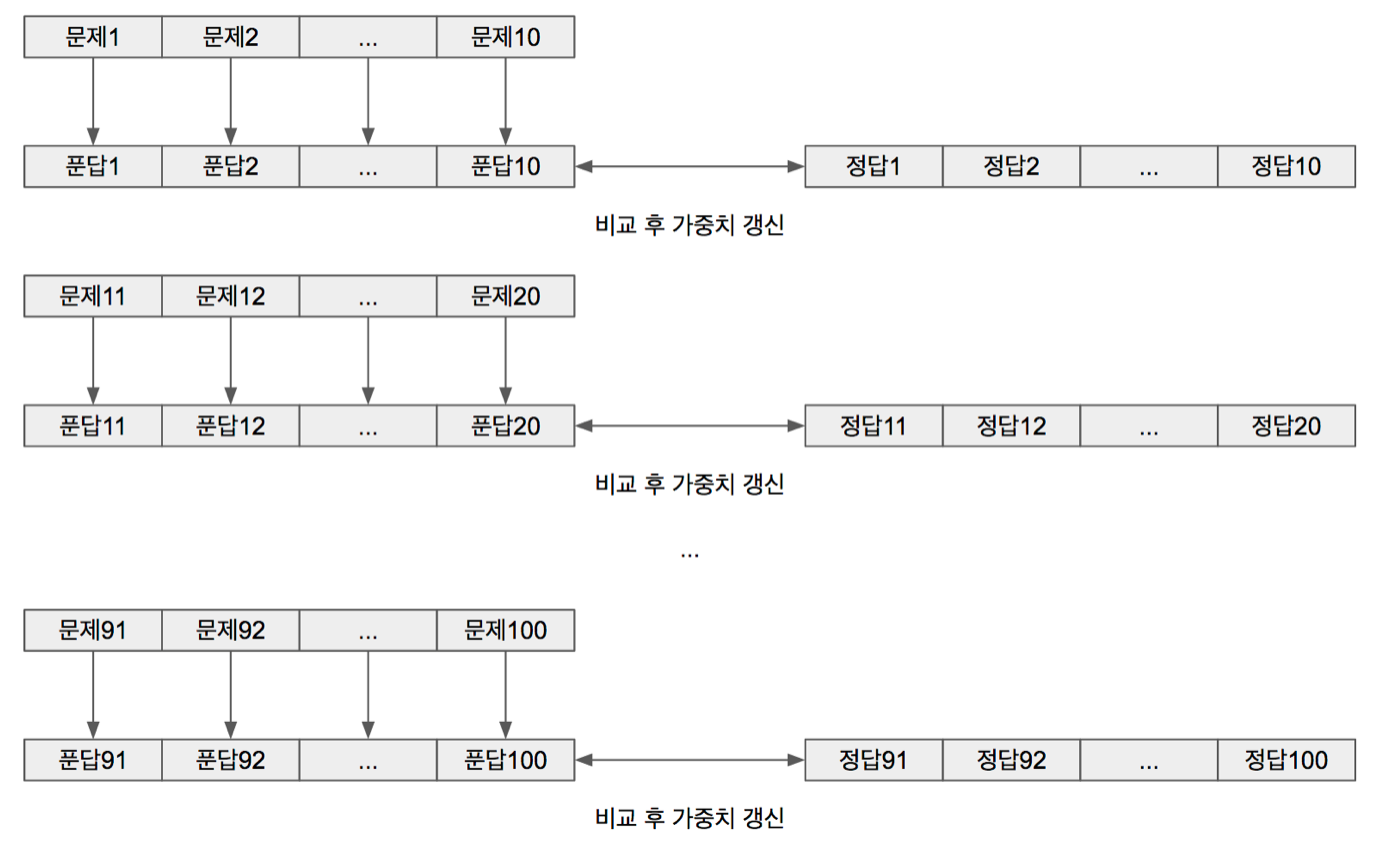 문제1 문제2 ... 문제10
푼답1 푼답2 ... 푼답10 정답1 정답2 ... 정답10
비교 후 가중치 갱신
문제11 문제12 ... 문제20
푼답11 푼답12 ... 푼답20 정답11 정답12 ... 정답20
비교 후 가중치 갱신
...
문제91 문제92 ... 문제100
푼답91 푼답92 ... 푼답100 정답91 정답92 ... 정답100
비교 후 가중치 갱신